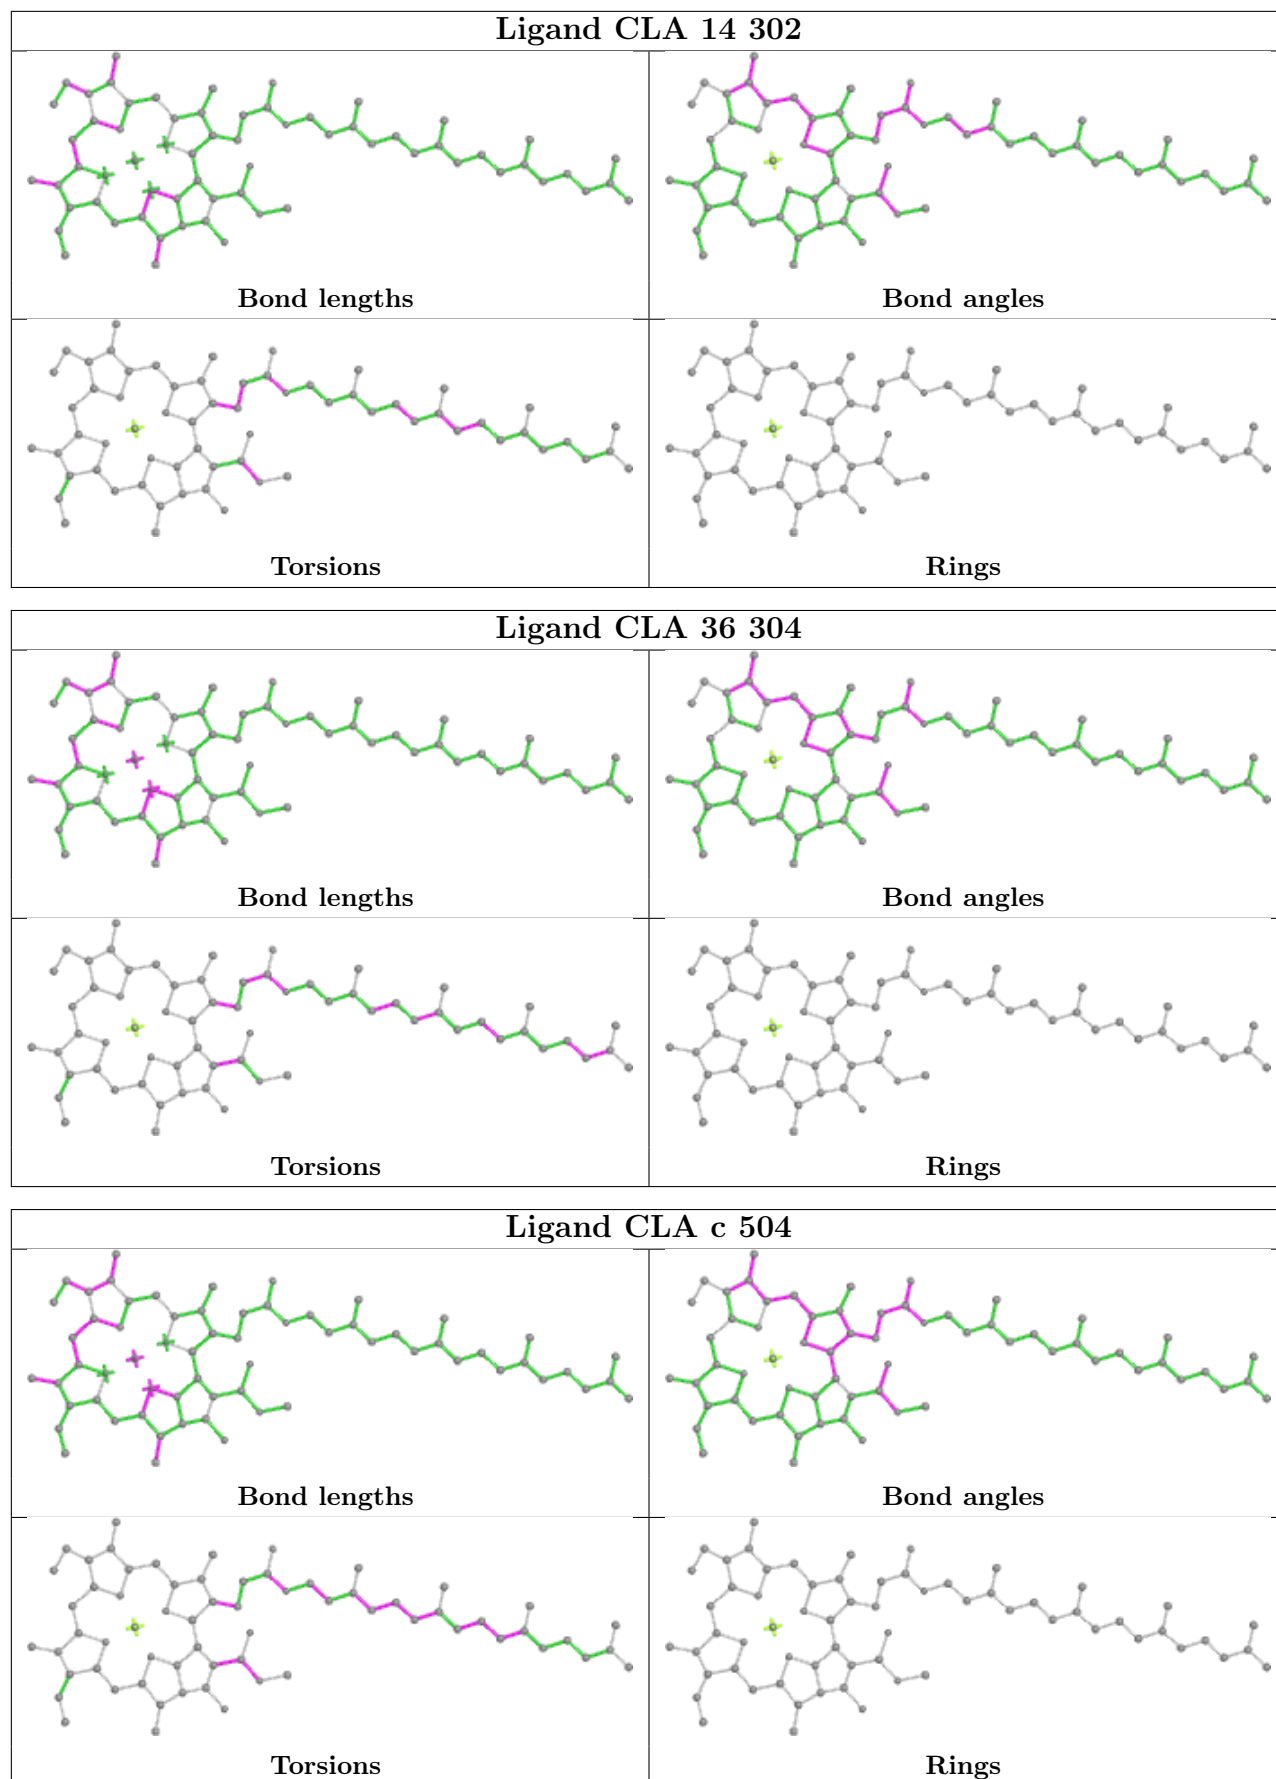 Ligand CLA 14 302
Bond lengths
Bond angles
Torsions
Rings
Ligand CLA 36 304
Bond lengths
Bond angles
Torsions
Rings
Ligand CLA c 504
Bond lengths
Bond angles
Torsions
Rings